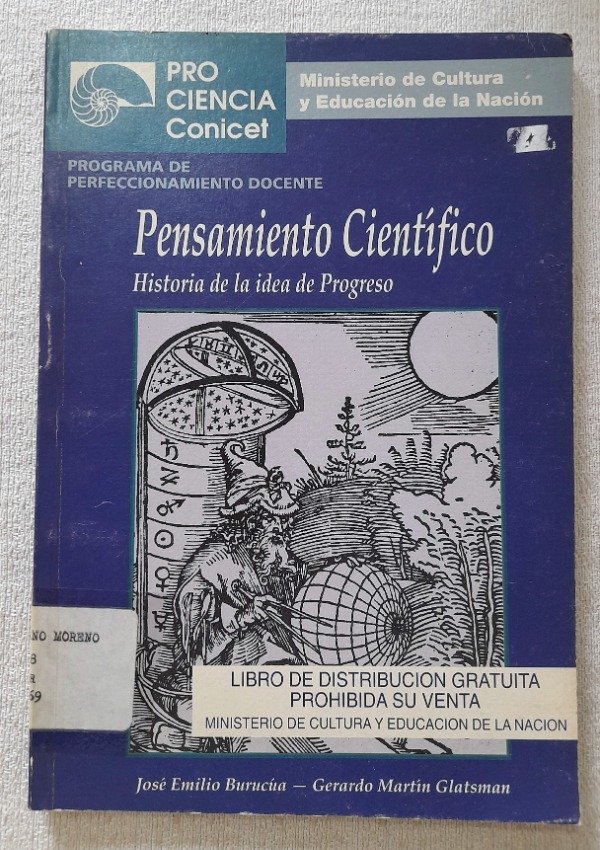 PRO
CIENCIA
Conicet
Ministerio de Cultura
y Educación de la Nación
PROGRAMA DE
PERFECCIONAMIENTO DOCENTE
Pensamiento Científico
Historia de la idea de Progreso
NO MORENO
LIBRO DE DISTRIBUCION GRATUITA
PROHIBIDA SU VENTA
MINISTERIO DE CULTURA Y EDUCACION DE LA NACION
José Emilio Burucúa — Gerardo Martín Glatsman